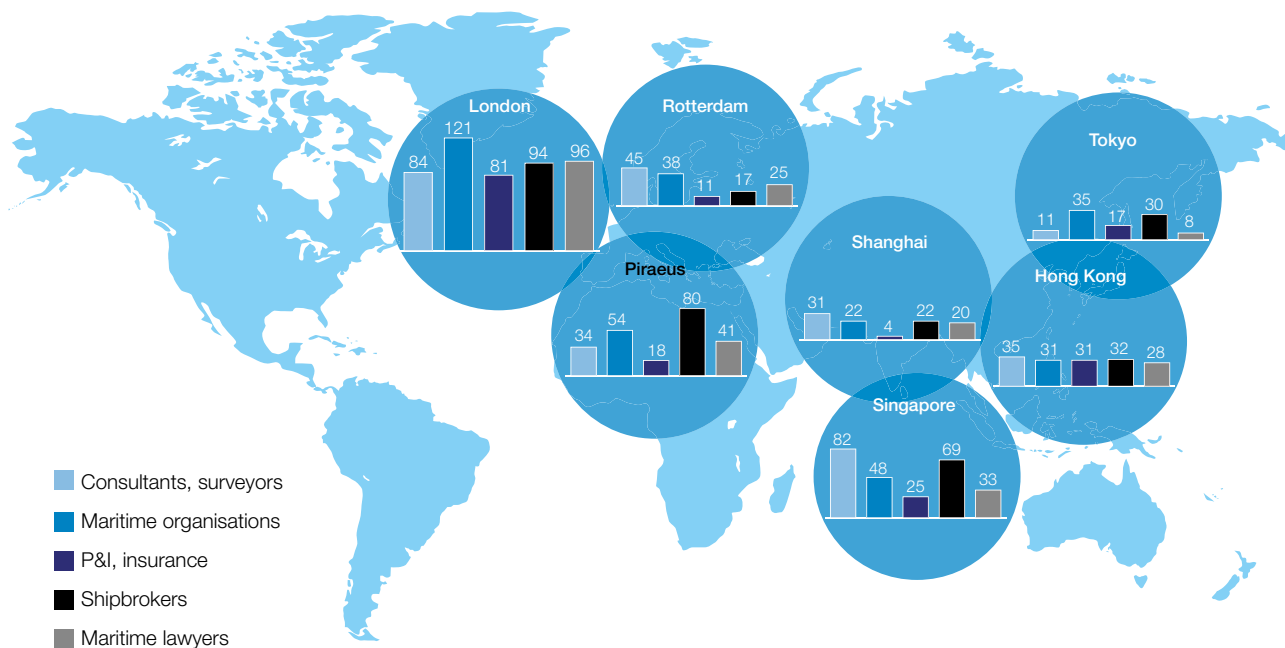 London
84
121
81
94
96
Rotterdam
45
38
11
17
25
Tokyo
11
35
17
30
8
Piraeus
34
54
18
80
41
Shanghai
31
22
4
22
20
Hong Kong
35
31
31
32
28
Singapore
82
48
25
69
33
Consultants, surveyors
Maritime organisations
P&I, insurance
Shipbrokers
Maritime lawyers